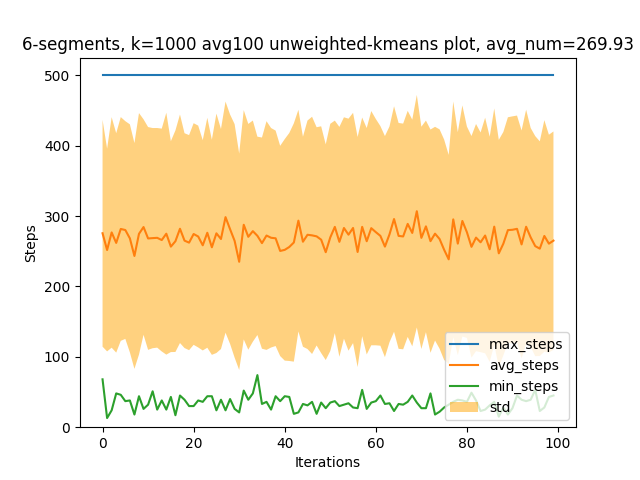 6-segments, k=1000 avg100 unweighted-kmeans plot, avg_num=269.93
500
400
300
200
100
0
Steps
0 20 40 60 80 100
Iterations
max_steps
avg_steps
min_steps
std